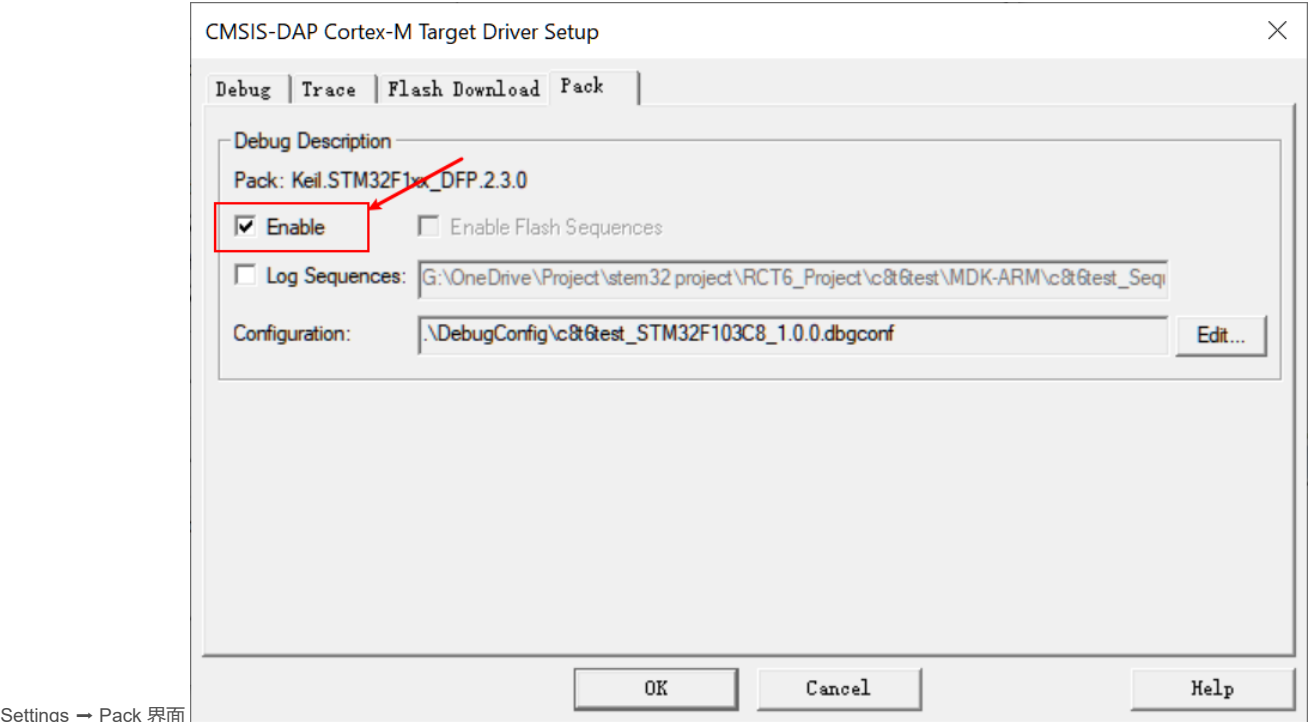 CMSIS-DAP Cortex-M Target Driver Setup
Debug Trace Flash Download Pack
Debug Description
Pack: Keil.STM32F1xx_DFP.2.3.0
Enable Enable Flash Sequences
Log Sequences: G:\OneDrive\Project\stem32 project\RCT6_Project\c8t6test\MDK-ARM\c8t6test_Sequ
Configuration: .\DebugConfig\c8t6test_STM32F103C8_1.0.0.dbgconf Edit...
OK Cancel Help
Settings ➡ Pack 界面